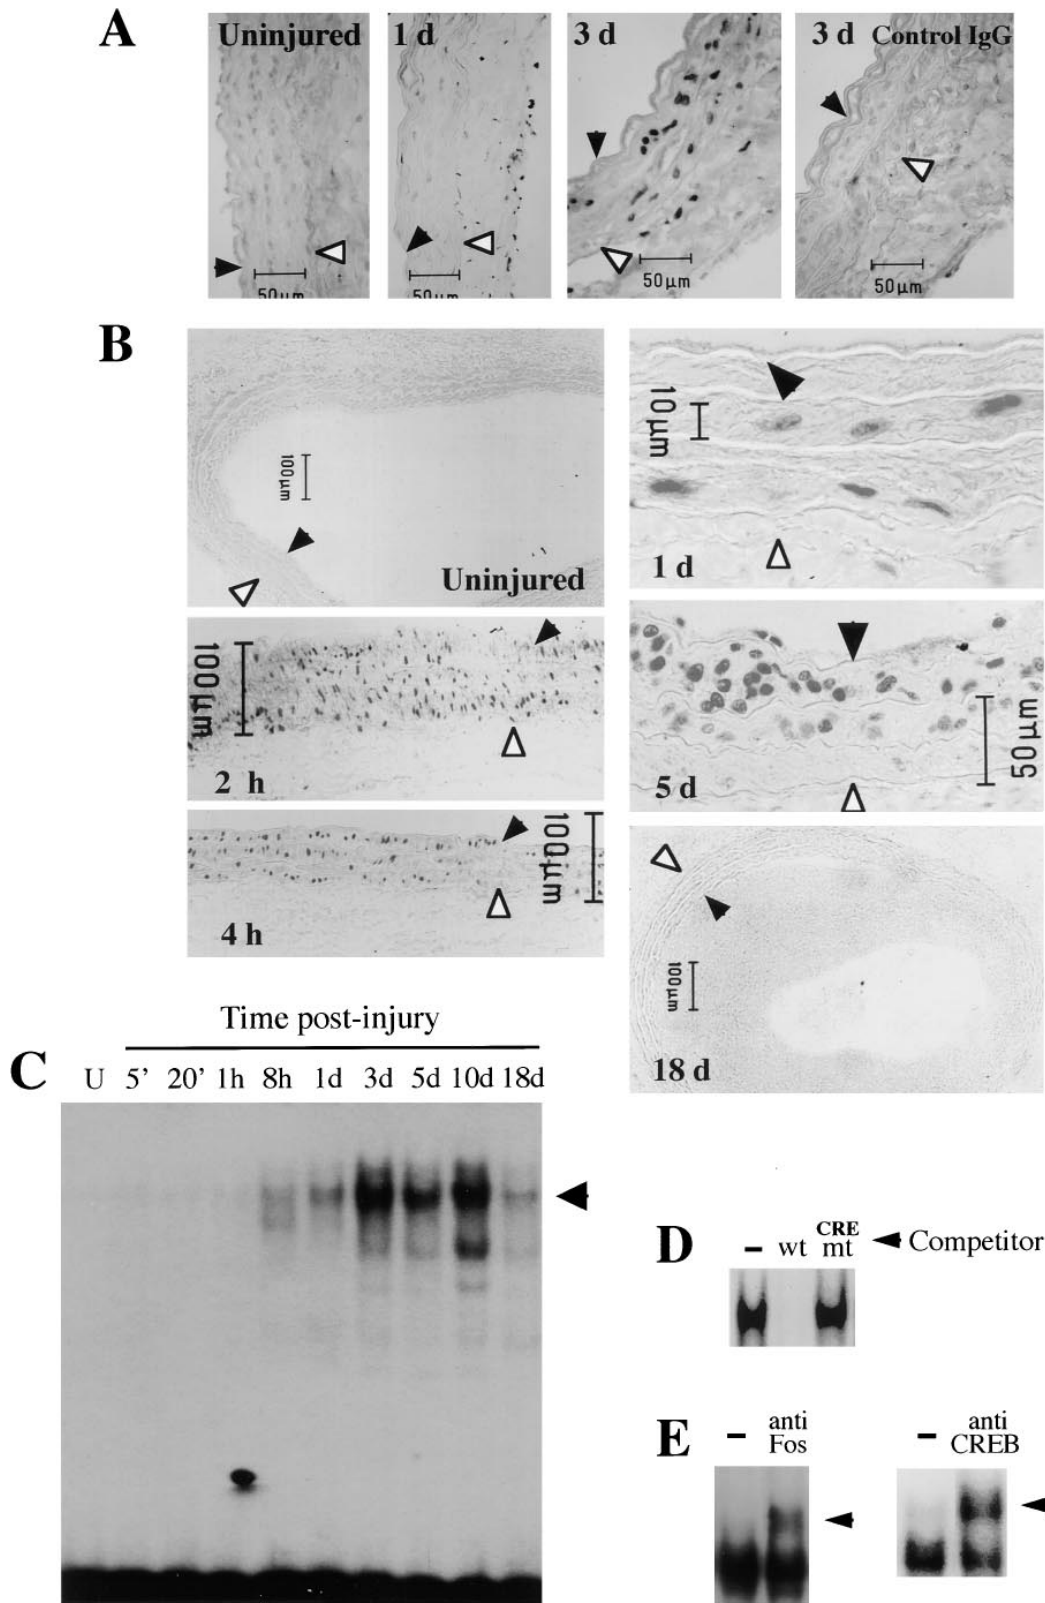 A
Uninjured
1 d
3 d
3 d Control IgG
50μm
50μm
50μm
50μm
B
100μm
Uninjured
10μm
1 d
100μm
2 h
50μm
5 d
100μm
4 h
100μm
18 d
Time post-injury
C
U 5' 20' 1h 8h 1d 3d 5d 10d 18d
D
- wt CRE mt Competitor
E
- anti Fos
- anti CREB